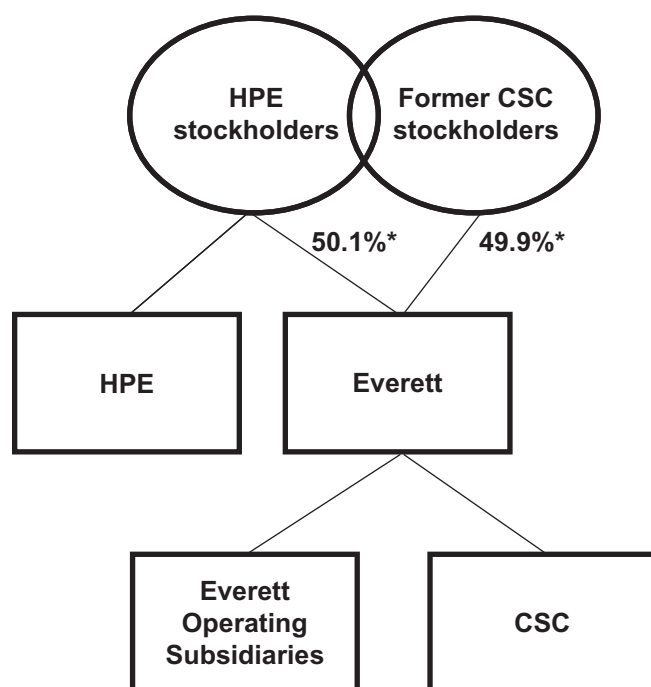 HPE
stockholders
Former CSC
stockholders
50.1%*
49.9%*
HPE
Everett
Everett
Operating
Subsidiaries
CSC